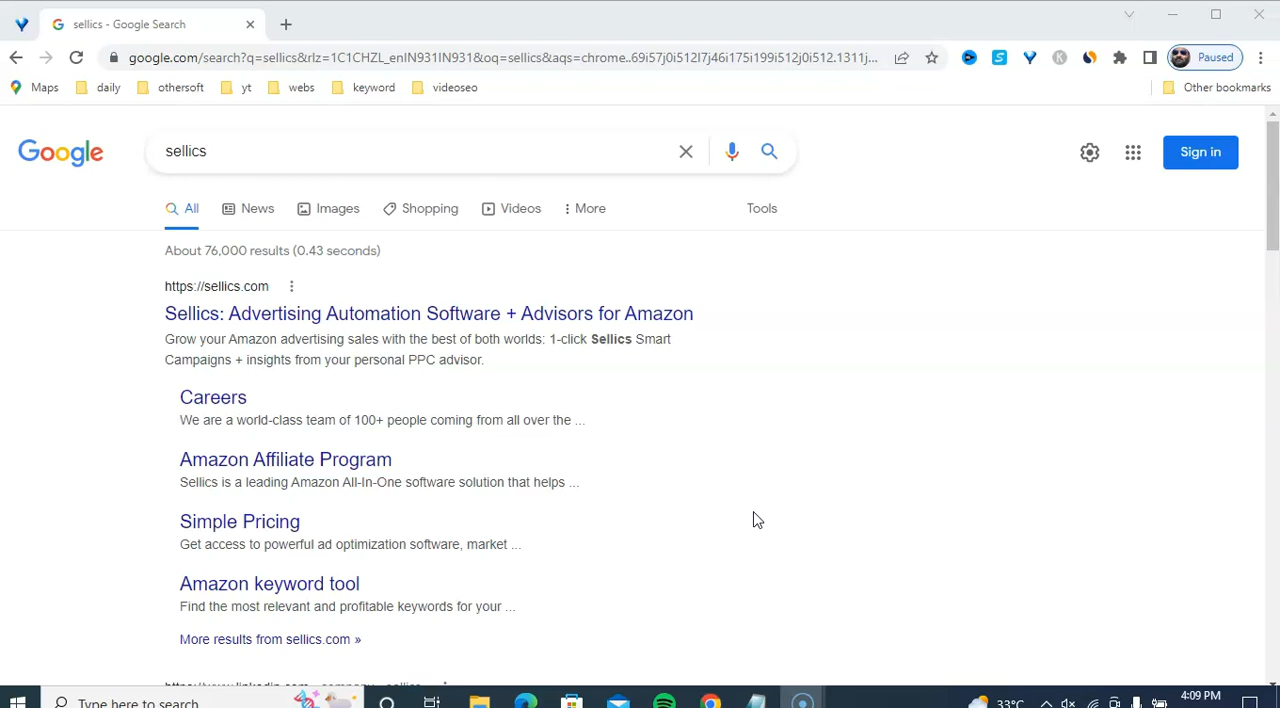 sellics - Google Search
google.com/search?q=sellics&rlz=1C1CHZL_enIN931IN931&oq=sellics&aqs=chrome..69i57j0i512l7j46i175i199i512j0i512.1311j...
Paused
Maps
daily
othersoft
yt
webs
keyword
videoseo
Other bookmarks
Google
sellics
Sign in
All
News
Images
Shopping
Videos
More
Tools
About 76,000 results (0.43 seconds)
https://sellics.com
Sellics: Advertising Automation Software + Advisors for Amazon
Grow your Amazon advertising sales with the best of both worlds: 1-click Sellics Smart
Campaigns + insights from your personal PPC advisor.
Careers
We are a world-class team of 100+ people coming from all over the ...
Amazon Affiliate Program
Sellics is a leading Amazon All-In-One software solution that helps ...
Simple Pricing
Get access to powerful ad optimization software, market ...
Amazon keyword tool
Find the most relevant and profitable keywords for your ...
More results from sellics.com »
https://www.linkedin.com › company › sellics
Type here to search
33°C
4:09 PM